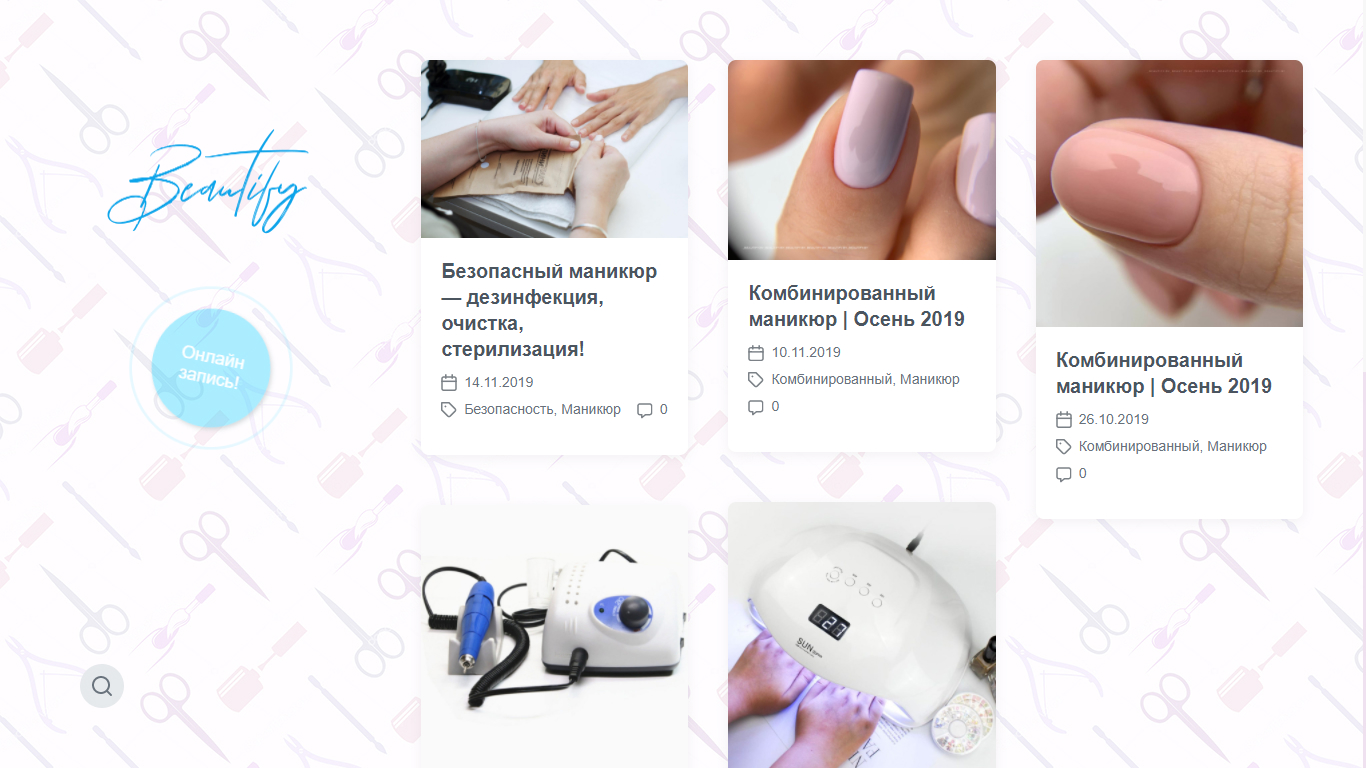 Beautify
Онлайн
запись!
Безопасный маникюр
— дезинфекция,
очистка,
стерилизация!
14.11.2019
Безопасность, Маникюр 0
Комбинированный
маникюр | Осень 2019
10.11.2019
Комбинированный, Маникюр
0
Комбинированный
маникюр | Осень 2019
26.10.2019
Комбинированный, Маникюр
0
SUN